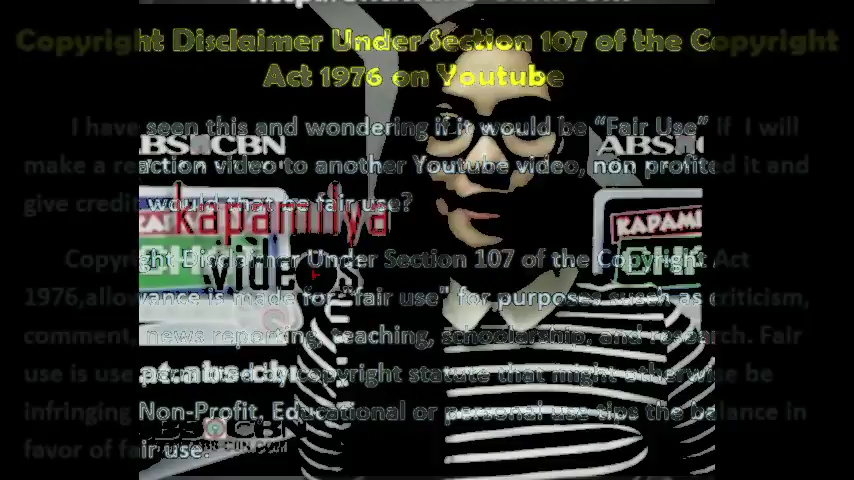 Copyright Disclaimer Under Section 107 of the Copyright
Act 1976 on Youtube
I have seen this and wondering if it would be “Fair Use” if I will
make a reaction video to another Youtube video, non profited it and
give credit would that be fair use?
Copyright Disclaimer Under Section 107 of the Copyright Act
1976,allowance is made for "fair use" for purposes such as criticism,
comment, news reporting, teaching, scholership, and research. Fair
use is use permitted by copyright statute that might otherwise be
infringing Non-Profit, Educational or personal use tips the balance in
favor of fair use.
ABS CBN
ABS CBN
kapamilya
video
KAPAMI
at.abs-cbn
ABS CBN